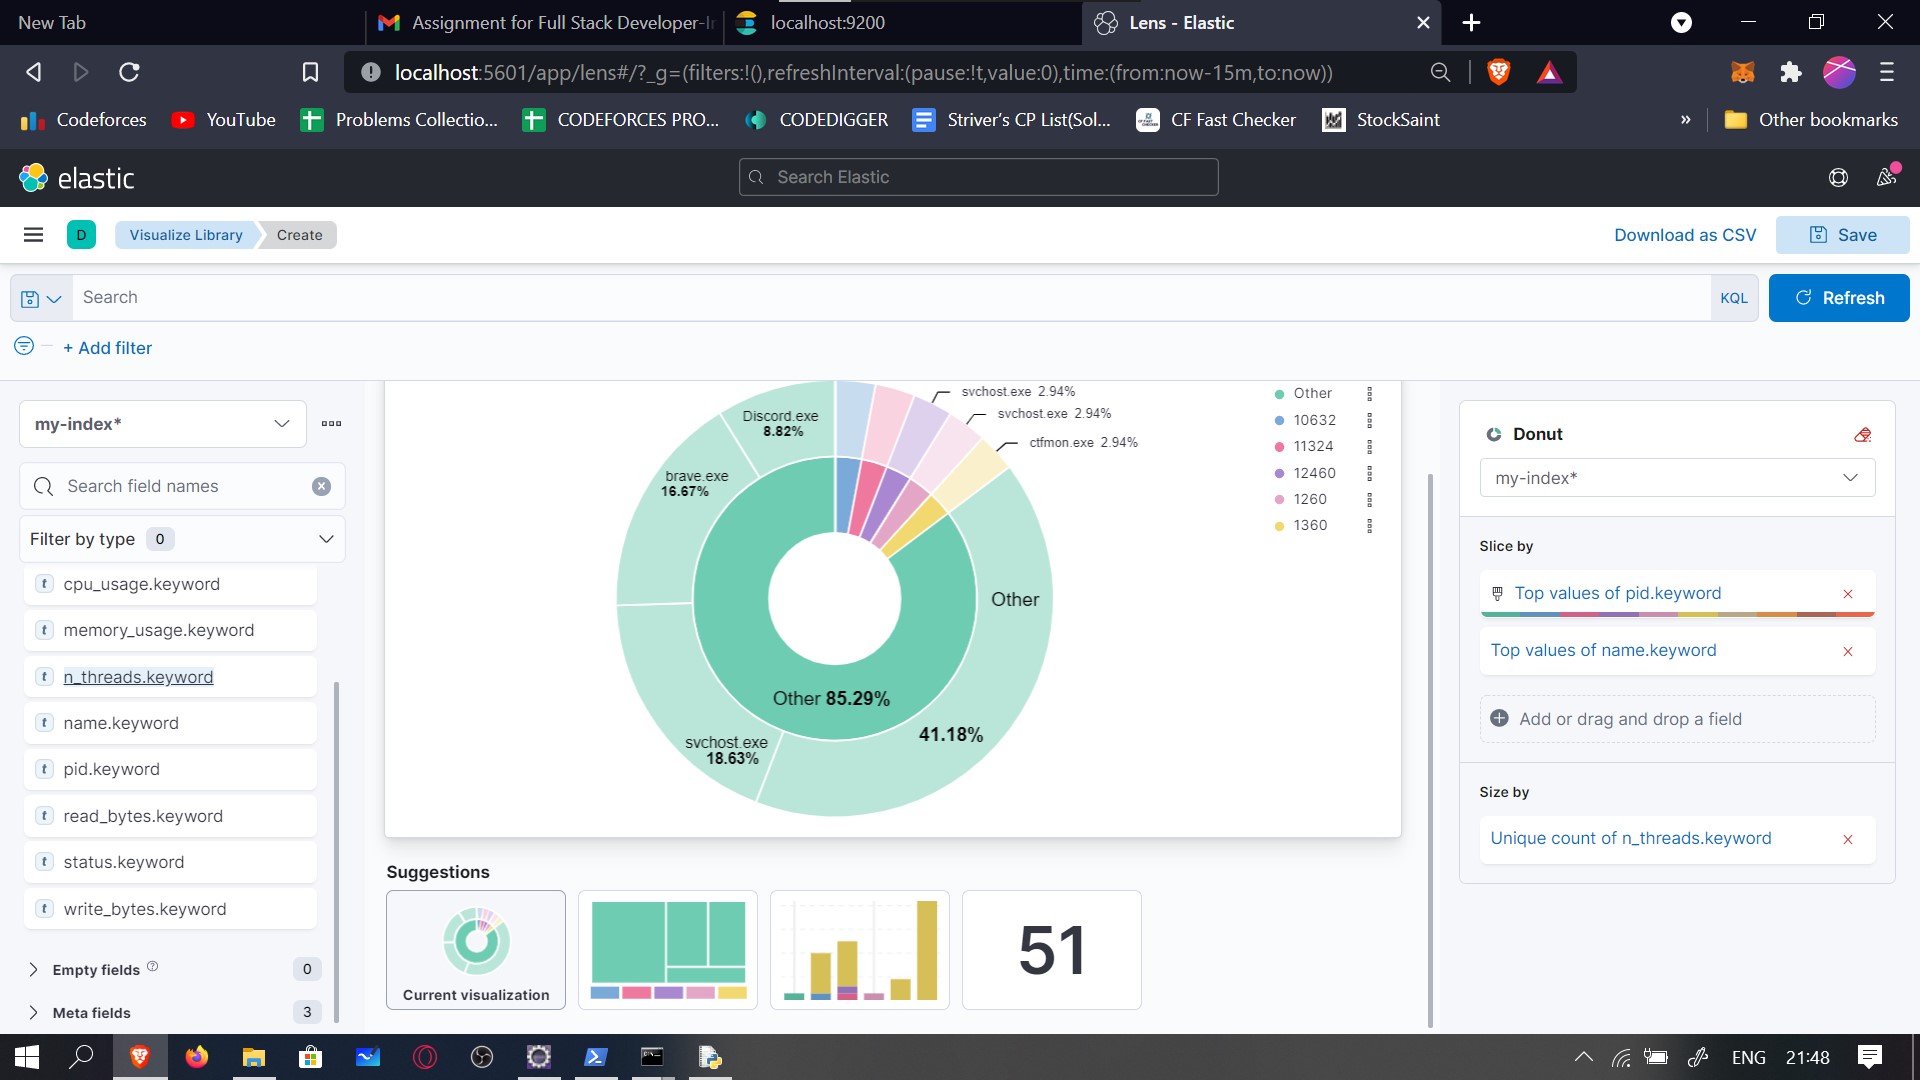 New Tab
Assignment for Full Stack Developer-In
localhost:9200
Lens - Elastic
localhost:5601/app/lens#/?_g=(filters:!(),refreshInterval:(pause:!t,value:0),time:(from:now-15m,to:now))
Codeforces
YouTube
Problems Collectio...
CODEFORCES PRO...
CODEDIGGER
Striver's CP List(Sol...
CF Fast Checker
StockSaint
»
Other bookmarks
elastic
Search Elastic
D
Visualize Library
Create
Download as CSV
Save
Search
KQL
Refresh
+ Add filter
my-index*
Search field names
Filter by type 0
t cpu_usage.keyword
t memory_usage.keyword
t n_threads.keyword
t name.keyword
t pid.keyword
t read_bytes.keyword
t status.keyword
t write_bytes.keyword
Empty fields 0
Meta fields 3
svchost.exe 2.94%
svchost.exe 2.94%
ctfmon.exe 2.94%
Discord.exe
8.82%
brave.exe
16.67%
Other
Other 85.29%
41.18%
svchost.exe
18.63%
Other
10632
11324
12460
1260
1360
Suggestions
Current visualization
51
Donut
my-index*
Slice by
Top values of pid.keyword
Top values of name.keyword
Add or drag and drop a field
Size by
Unique count of n_threads.keyword
ENG
21:48